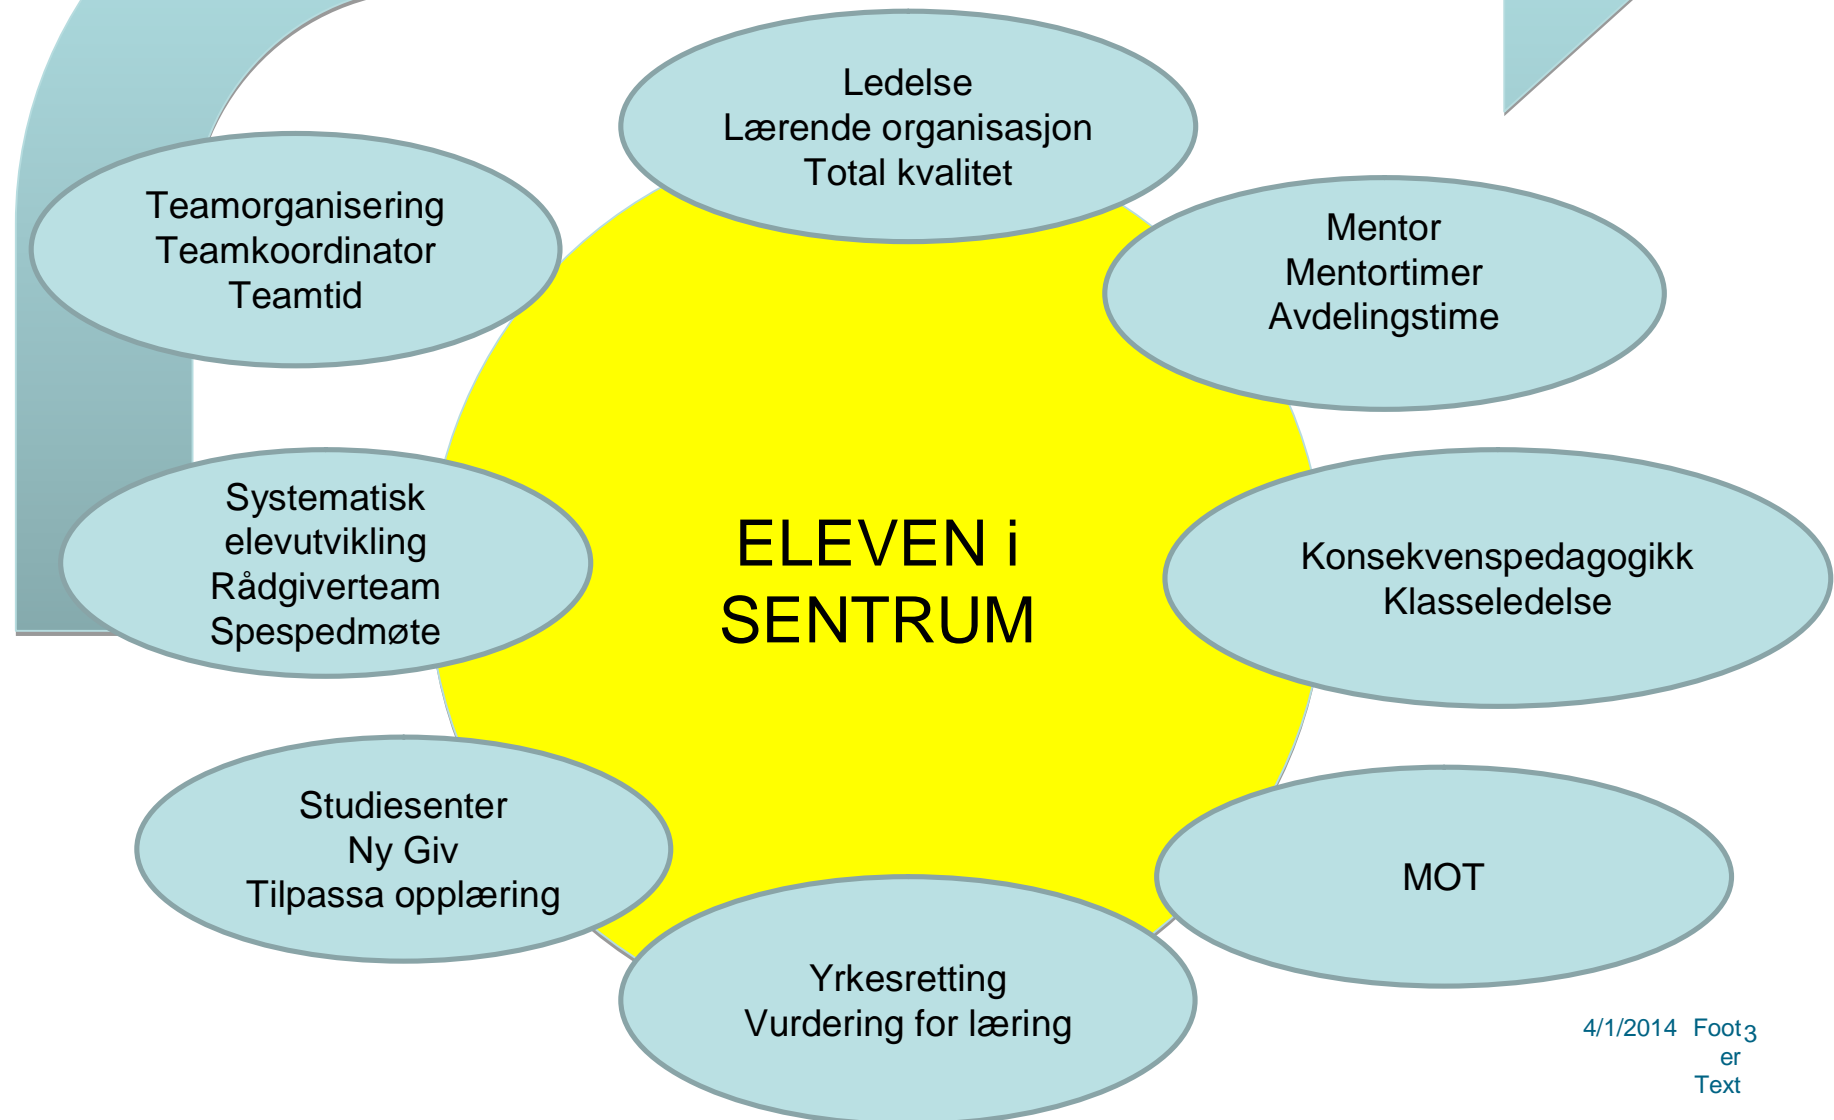 Ledelse
Lærende organisasjon
Total kvalitet
Teamorganisering
Teamkoordinator
Teamtid
Mentor
Mentortimer
Avdelingstime
Systematisk
elevutvikling
Rådgiverteam
Spespedmøte
ELEVEN i
SENTRUM
Konsekvenspedagogikk
Klasseledelse
Studiesenter
Ny Giv
Tilpassa opplæring
MOT
Yrkesretting
Vurdering for læring
4/1/2014
Foot
er
Text
3